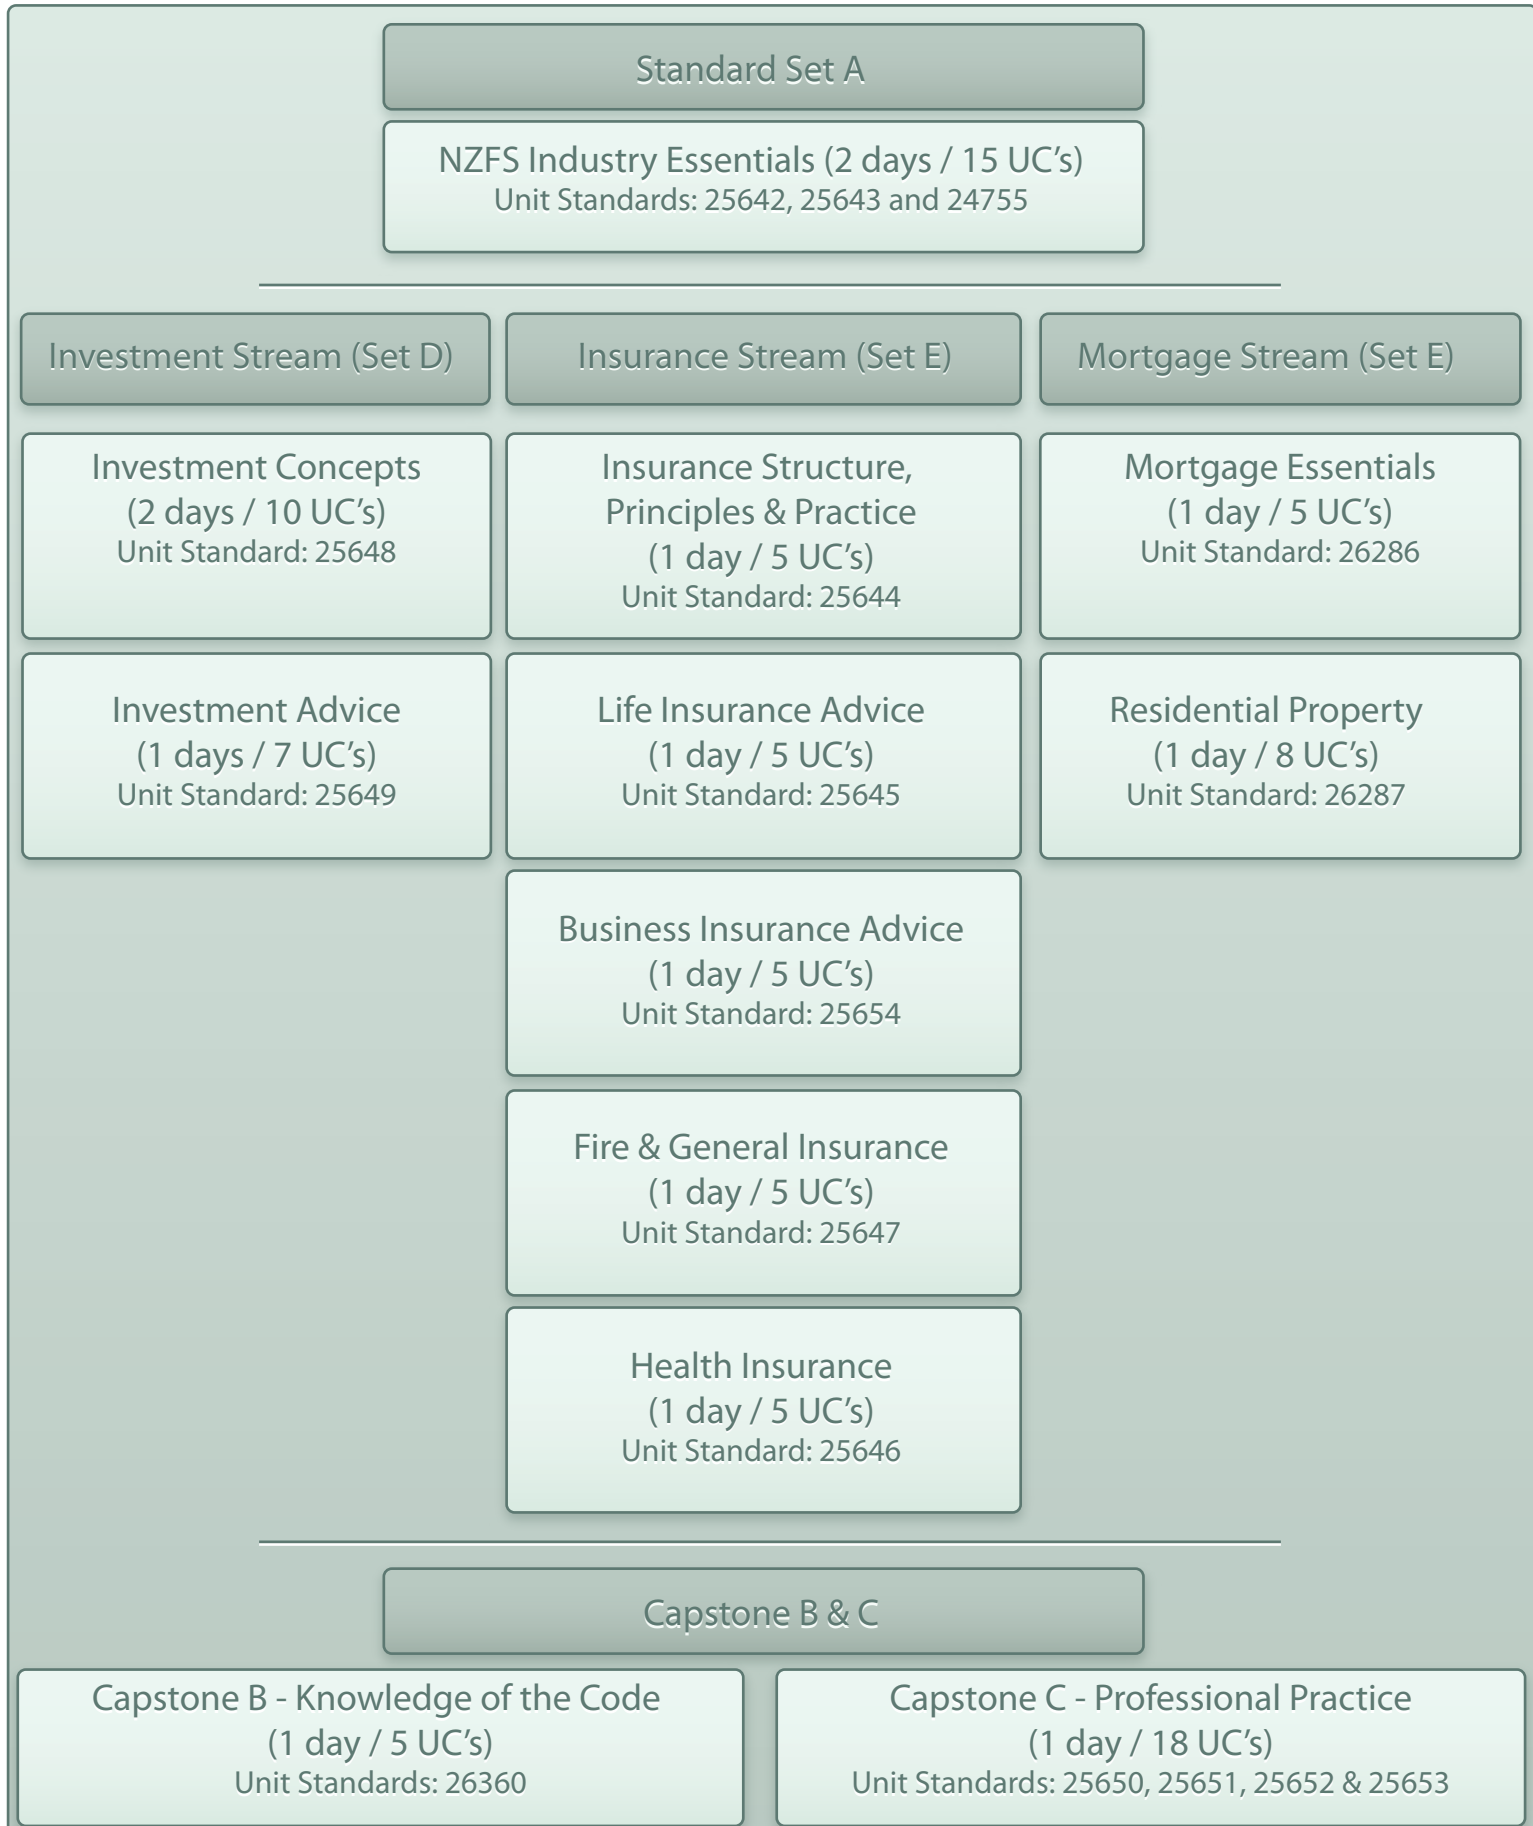 Standard Set A
NZFS Industry Essentials (2 days / 15 UC’s)
Unit Standards: 25642, 25643 and 24755
Investment Stream (Set D)
Insurance Stream (Set E)
Mortgage Stream (Set E)
Investment Concepts
(2 days / 10 UC’s)
Unit Standard: 25648
Insurance Structure,
Principles & Practice
(1 day / 5 UC’s)
Unit Standard: 25644
Mortgage Essentials
(1 day / 5 UC’s)
Unit Standard: 26286
Investment Advice
(1 days / 7 UC’s)
Unit Standard: 25649
Life Insurance Advice
(1 day / 5 UC’s)
Unit Standard: 25645
Residential Property
(1 day / 8 UC’s)
Unit Standard: 26287
Business Insurance Advice
(1 day / 5 UC’s)
Unit Standard: 25654
Fire & General Insurance
(1 day / 5 UC’s)
Unit Standard: 25647
Health Insurance
(1 day / 5 UC’s)
Unit Standard: 25646
Capstone B & C
Capstone B - Knowledge of the Code
(1 day / 5 UC’s)
Unit Standards: 26360
Capstone C - Professional Practice
(1 day / 18 UC’s)
Unit Standards: 25650, 25651, 25652 & 25653